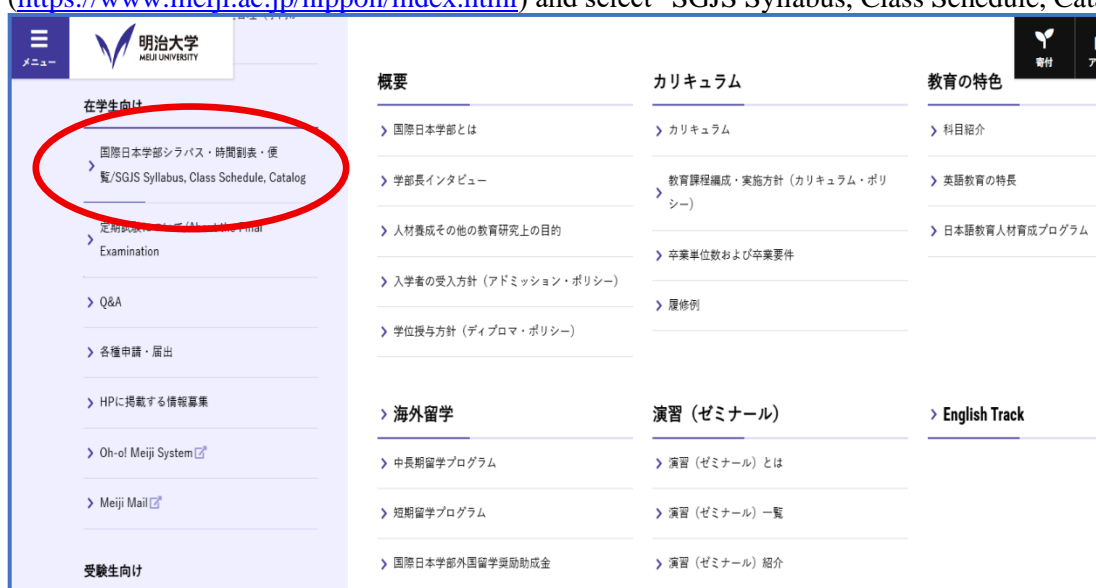 (https://www.meiji.ac.jp/nippon/index.html) and select "SGJS Syllabus, Class Schedule, Cata
メニュー
明治大学
MEIJI UNIVERSITY
寄付
ア
在学生向け
国際日本学部シラバス・時間割表・便
覧/SGJS Syllabus, Class Schedule, Catalog
定期試験について/About the Final
Examination
Q&A
各種申請・届出
HPに掲載する情報募集
Oh-o! Meiji System
Meiji Mail
受験生向け
概要
国際日本学部とは
学部長インタビュー
人材養成その他の教育研究上の目的
入学者の受入方針（アドミッション・ポリシー）
学位授与方針（ディプロマ・ポリシー）
カリキュラム
カリキュラム
教育課程編成・実施方針（カリキュラム・ポリ
シー）
卒業単位数および卒業要件
履修例
教育の特色
科目紹介
英語教育の特長
日本語教育人材育成プログラム
海外留学
中長期留学プログラム
短期留学プログラム
国際日本学部外国留学奨励助成金
演習（ゼミナール）
演習（ゼミナール）とは
演習（ゼミナール）一覧
演習（ゼミナール）紹介
English Track